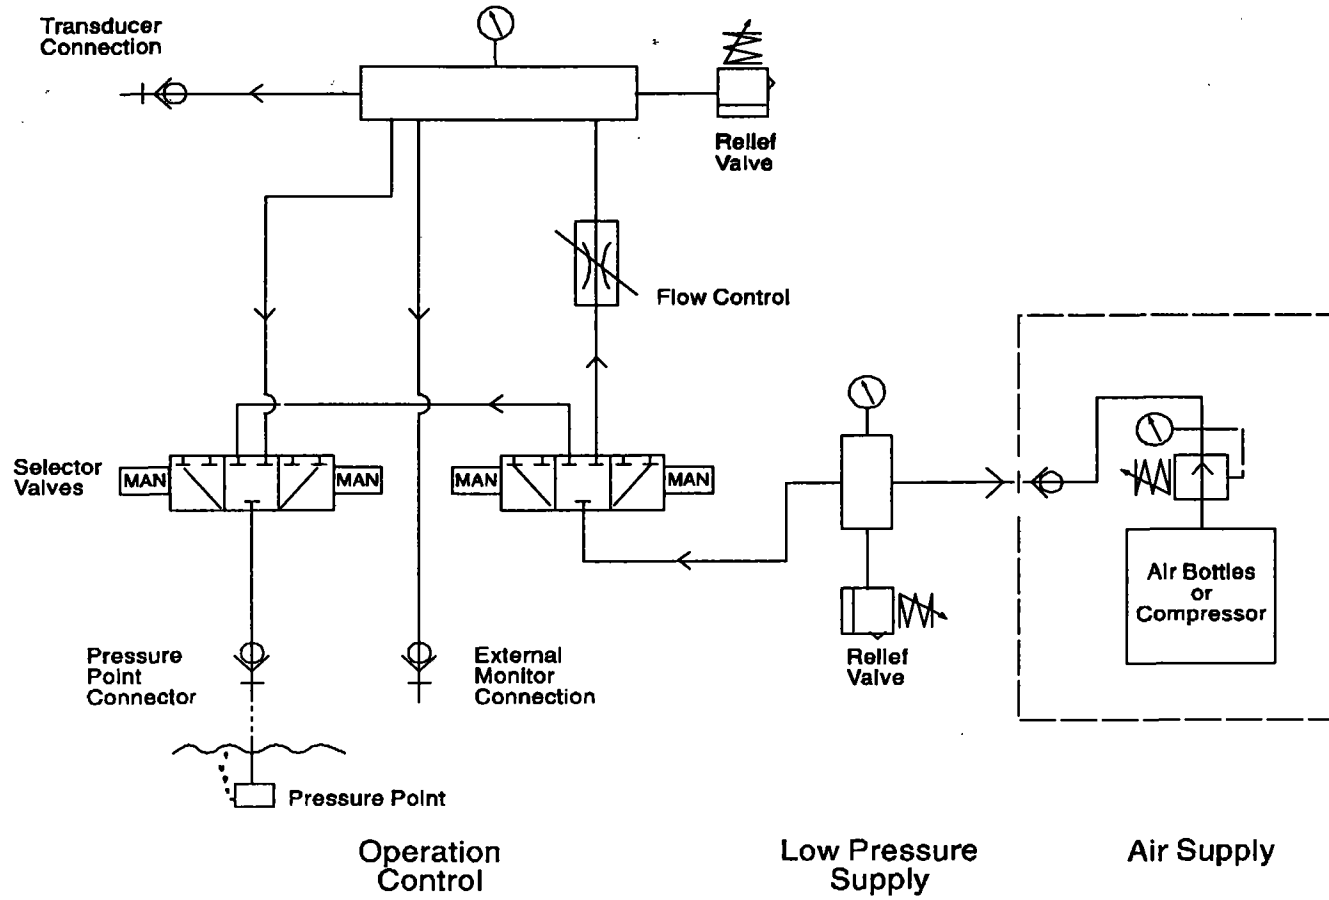 Transducer
Connection
Relief
Valve
Flow Control
Selector
Valves
MAN
MAN
MAN
MAN
Air Bottles
or
Compressor
Pressure
Point
Connector
External
Monitor
Connection
Relief
Valve
Pressure Point
Operation
Control
Low Pressure
Supply
Air Supply